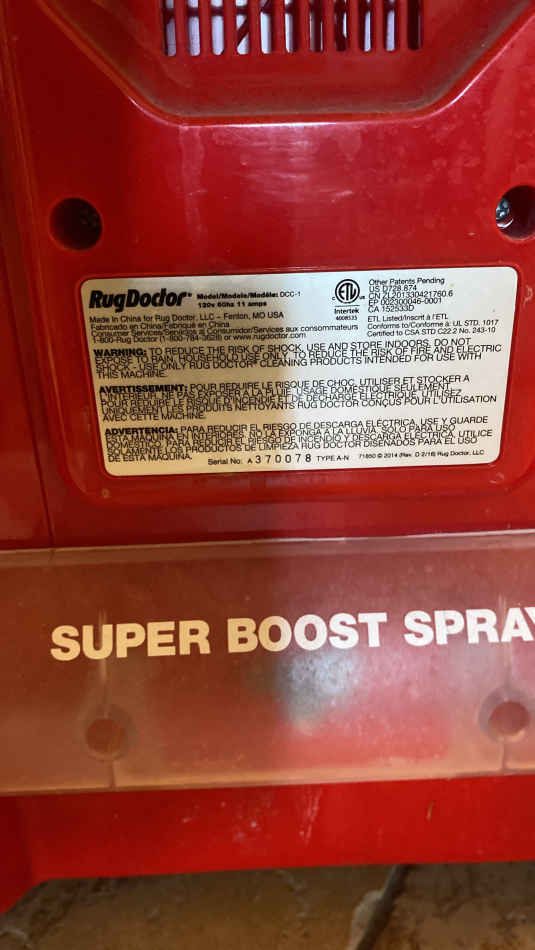 RugDoctor® Model/Modelo/Modèle: DCC-1
120v 60hz 11 amps
Made in China for Rug Doctor, LLC – Fenton, MO USA
Fabricado en China/Fabriqué en China
Consumer Services/Servicios al Consumidor/Services aux consommateurs
1-800-Rug Doctor (1-800-784-3628) or www.rugdoctor.com
ETL
C US
Intertek
4008535
Other Patents Pending
US D728.874
CN ZL201330421760.6
EP 002300046-0001
CA 152533D
ETL Listed/Inscrit à l'ETL
Conforms to/Conforme à: UL STD. 1017
Certified to CSA STD C22.2 No. 243-10
WARNING: TO REDUCE THE RISK OF SHOCK, USE AND STORE INDOORS. DO NOT
EXPOSE TO RAIN. HOUSEHOLD USE ONLY. TO REDUCE THE RISK OF FIRE AND ELECTRIC
SHOCK - USE ONLY RUG DOCTOR® CLEANING PRODUCTS INTENDED FOR USE WITH
THIS MACHINE.
AVERTISSEMENT: POUR RÉDUIRE LE RISQUE DE CHOC, UTILISER ET STOCKER A
L'INTERIEUR. NE PAS EXPOSER A LA PLUIE. USAGE DOMESTIQUE SEULEMENT.
POUR REDUIRE LE RISQUE D'INCENDIE ET DE DECHARGE ELECTRIQUE, UTILISEZ
UNIQUEMENT LES PRODUITS NETTOYANTS RUG DOCTOR CONÇUS POUR L'UTILISATION
AVEC CETTE MACHINE.
ADVERTENCIA: PARA REDUCIR EL RIESGO DE DESCARGA ELÉCTRICA, USE Y GUARDE
ESTA MAQUINA EN INTERIORES. NO LA EXPONGA A LA LLUVIA. SOLO PARA USO
DOMESTICO. PARA REDUCIR EL RIESGO DE INCENDIO Y DESCARGA ELECTRICA, UTILICE
SOLAMENTE LOS PRODUCTOS DE LIMPIEZA RUG DOCTOR DISEÑADOS PARA EL USO
DE ESTA MAQUINA.
Serial No: A370078 TYPE A-N 71850 © 2014 (Rev. D 2/16) Rug Doctor, LLC
SUPER BOOST SPRAY